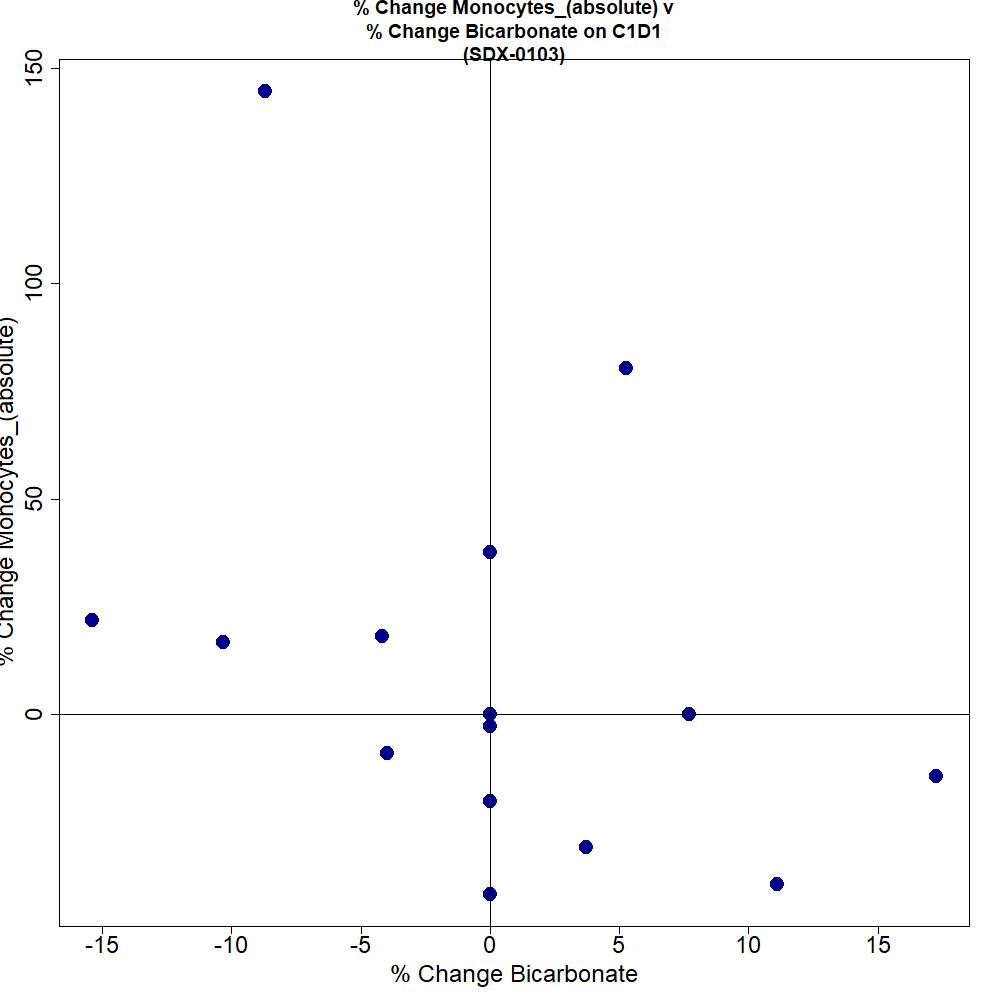 % Change Monocytes_(absolute) v
% Change Bicarbonate on C1D1
(SDX-0103)
150
100
50
0
% Change Monocytes_(absolute)
-15
-10
-5
0
5
10
15
% Change Bicarbonate